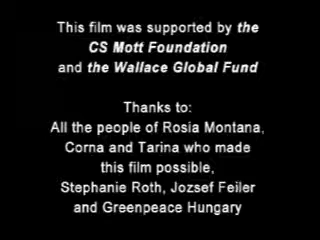 This film was supported by the
CS Mott Foundation
and the Wallace Global Fund
Thanks to:
All the people of Rosia Montana,
Corna and Tarina who made
this film possible,
Stephanie Roth, Jozsef Feiler
and Greenpeace Hungary